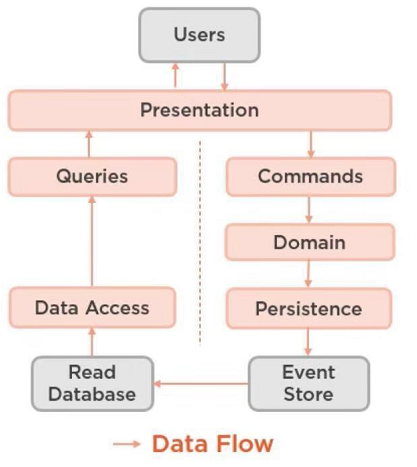 Users
Presentation
Queries
Commands
Domain
Data Access
Persistence
Read
Database
Event
Store
Data Flow